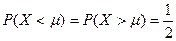 P(X < μ) = P(X > μ) = 1/2